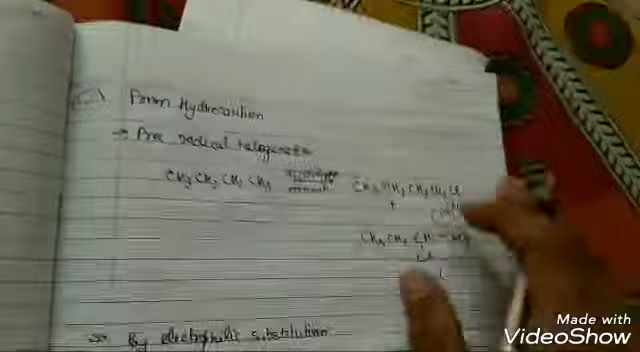 From Hydrocarbon
→ Free radical halogenation
CH3 CH2 CH2 CH3
CH3 CH2 CH2 CH2 Cl
+
CH3 CH2 CH
Cl
By electrophilic substitution
Made with
VideoShow